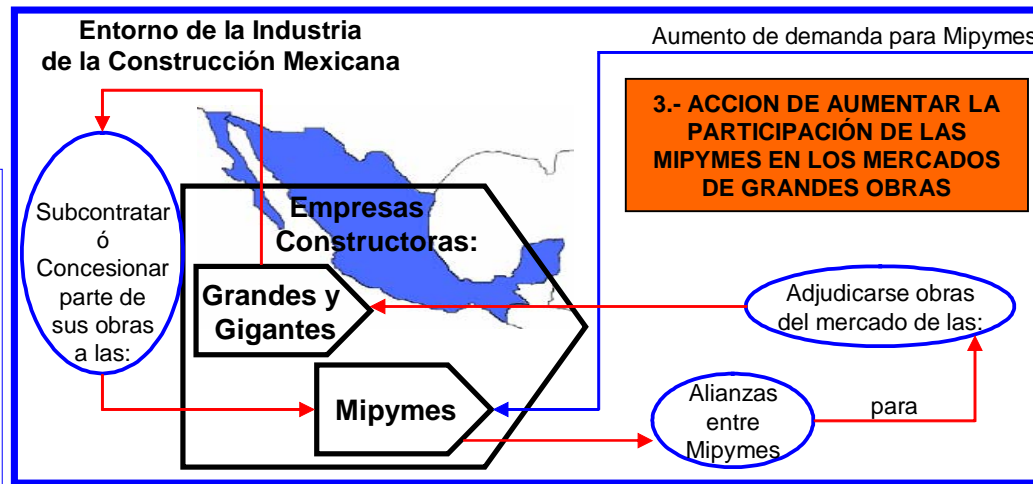 Entorno de la Industria
de la Construcción Mexicana
Aumento de demanda para Mipymes
3.- ACCION DE AUMENTAR LA
PARTICIPACIÓN DE LAS
MIPYMES EN LOS MERCADOS
DE GRANDES OBRAS
Subcontratar
ó
Concesionar
parte de
sus obras
a las:
Empresas
Constructoras:
Grandes y
Gigantes
Adjudicarse obras
del mercado de las:
Mipymes
Alianzas
entre
Mipymes
para